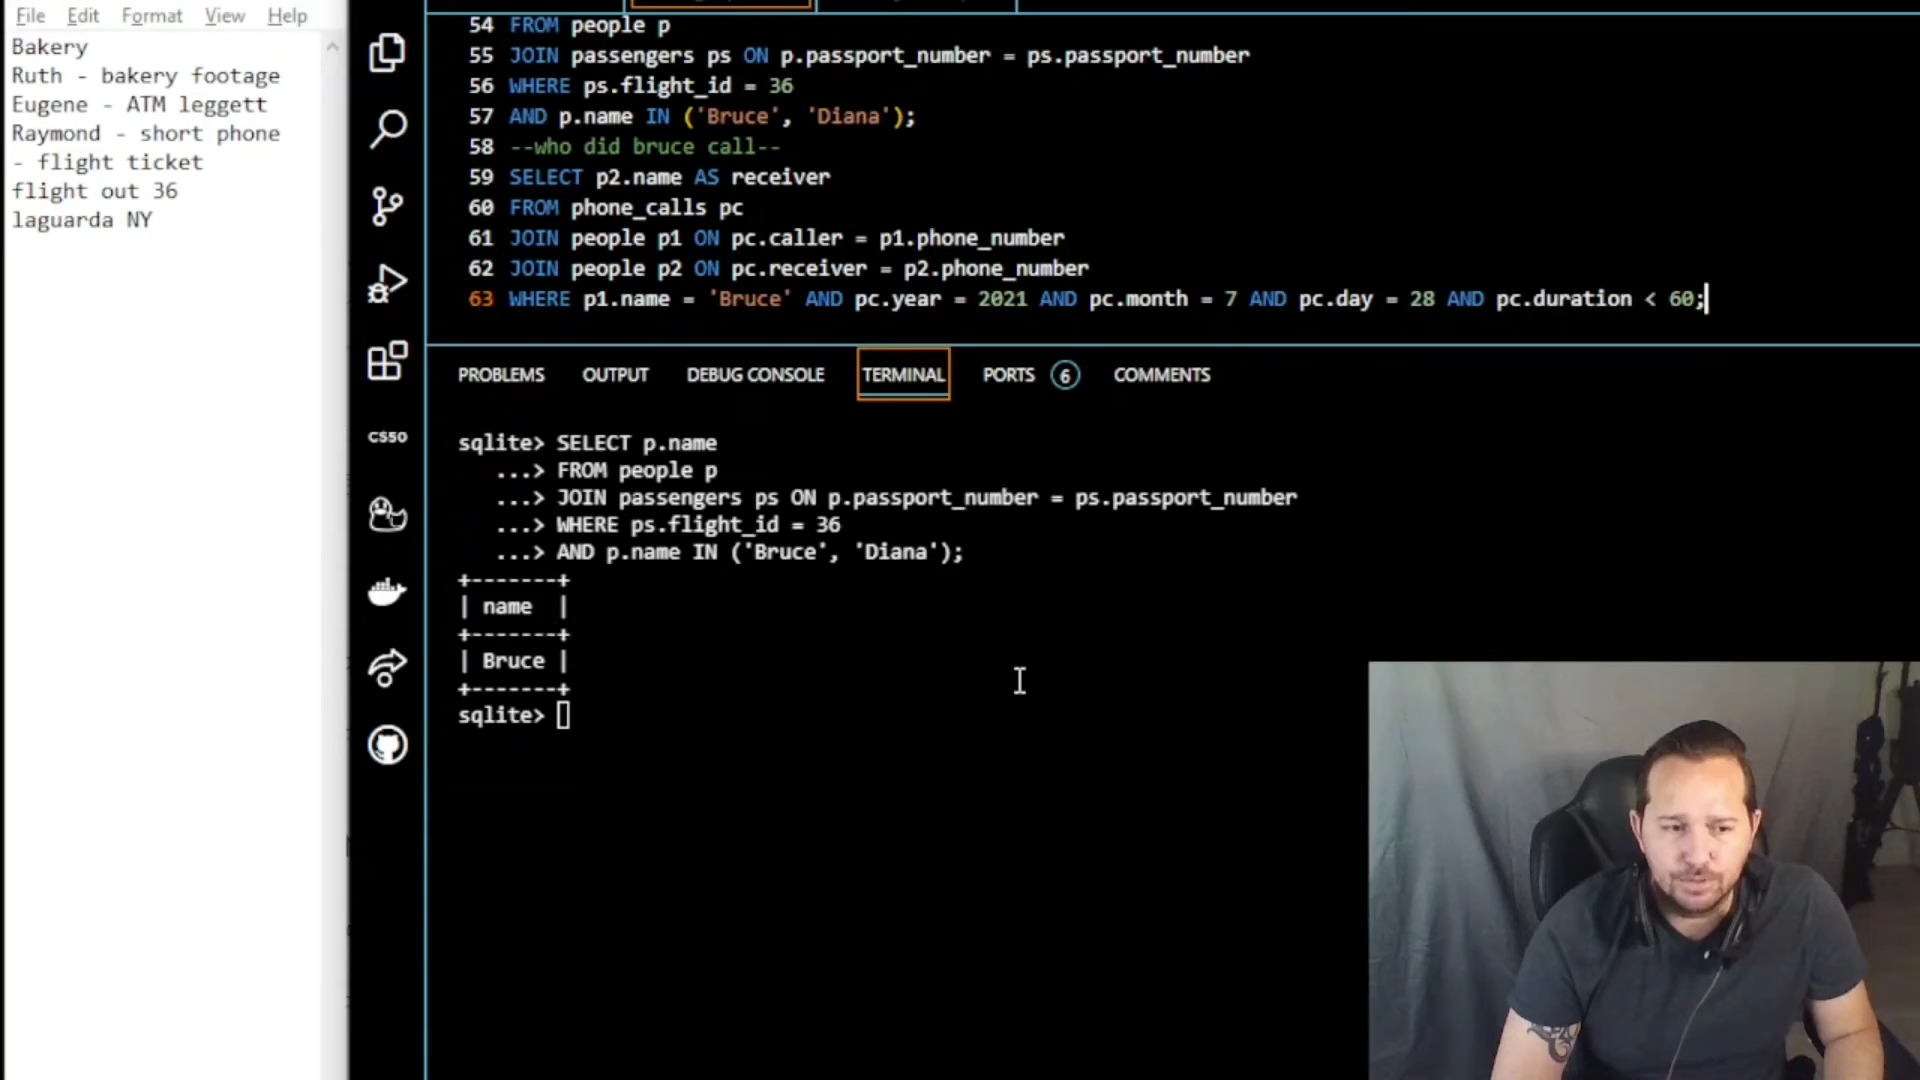 File Edit Format View Help
Bakery
Ruth - bakery footage
Eugene - ATM leggett
Raymond - short phone
- flight ticket
flight out 36
laguarda NY
CS50
54 FROM people p
55 JOIN passengers ps ON p.passport_number = ps.passport_number
56 WHERE ps.flight_id = 36
57 AND p.name IN ('Bruce', 'Diana');
58 --who did bruce call--
59 SELECT p2.name AS receiver
60 FROM phone_calls pc
61 JOIN people p1 ON pc.caller = p1.phone_number
62 JOIN people p2 ON pc.receiver = p2.phone_number
63 WHERE p1.name = 'Bruce' AND pc.year = 2021 AND pc.month = 7 AND pc.day = 28 AND pc.duration < 60;
PROBLEMS OUTPUT DEBUG CONSOLE TERMINAL PORTS 6 COMMENTS
sqlite> SELECT p.name
...> FROM people p
...> JOIN passengers ps ON p.passport_number = ps.passport_number
...> WHERE ps.flight_id = 36
...> AND p.name IN ('Bruce', 'Diana');
+-------+
| name  |
+-------+
| Bruce |
+-------+
sqlite>